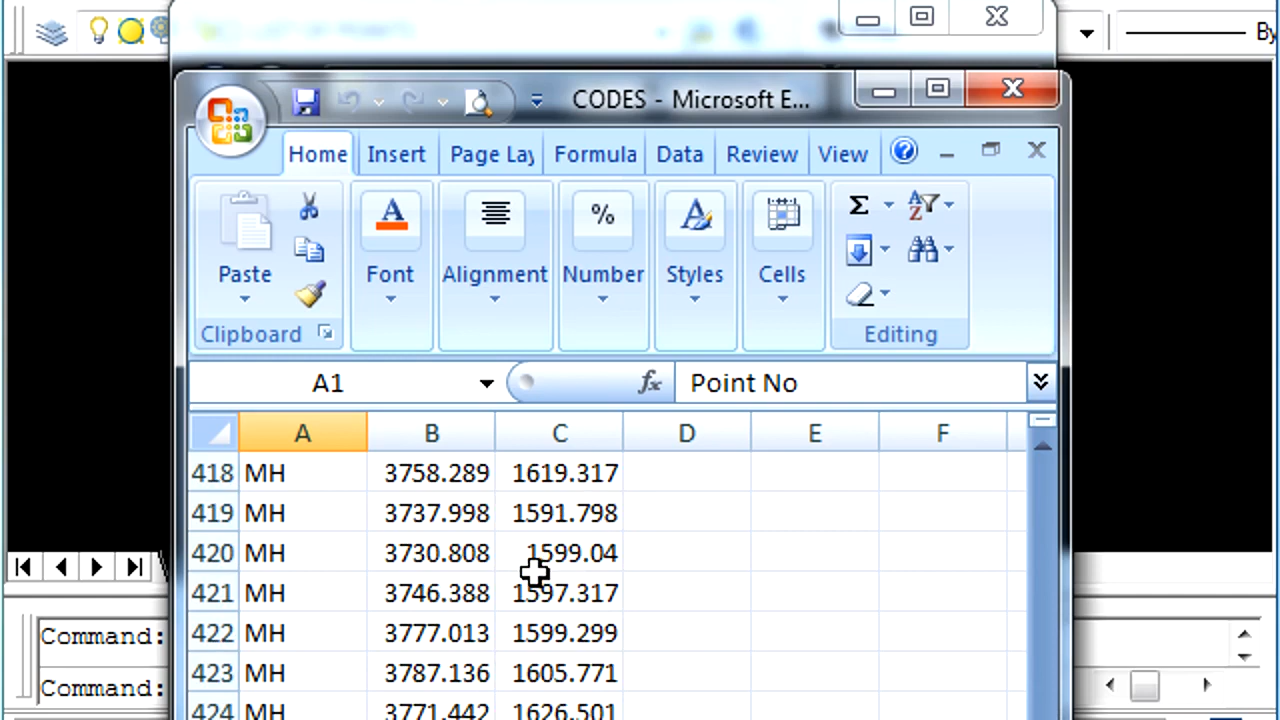 By
CODES - Microsoft E...
Home Insert Page Lay Formula Data Review View
Paste Font Alignment Number Styles Cells
Clipboard Editing
A1 fx Point No
A B C D E F
418 MH 3758.289 1619.317
419 MH 3737.998 1591.798
420 MH 3730.808 1599.04
421 MH 3746.388 1597.317
422 MH 3777.013 1599.299
423 MH 3787.136 1605.771
424 MH 3771.442 1626.501
Command:
Command: